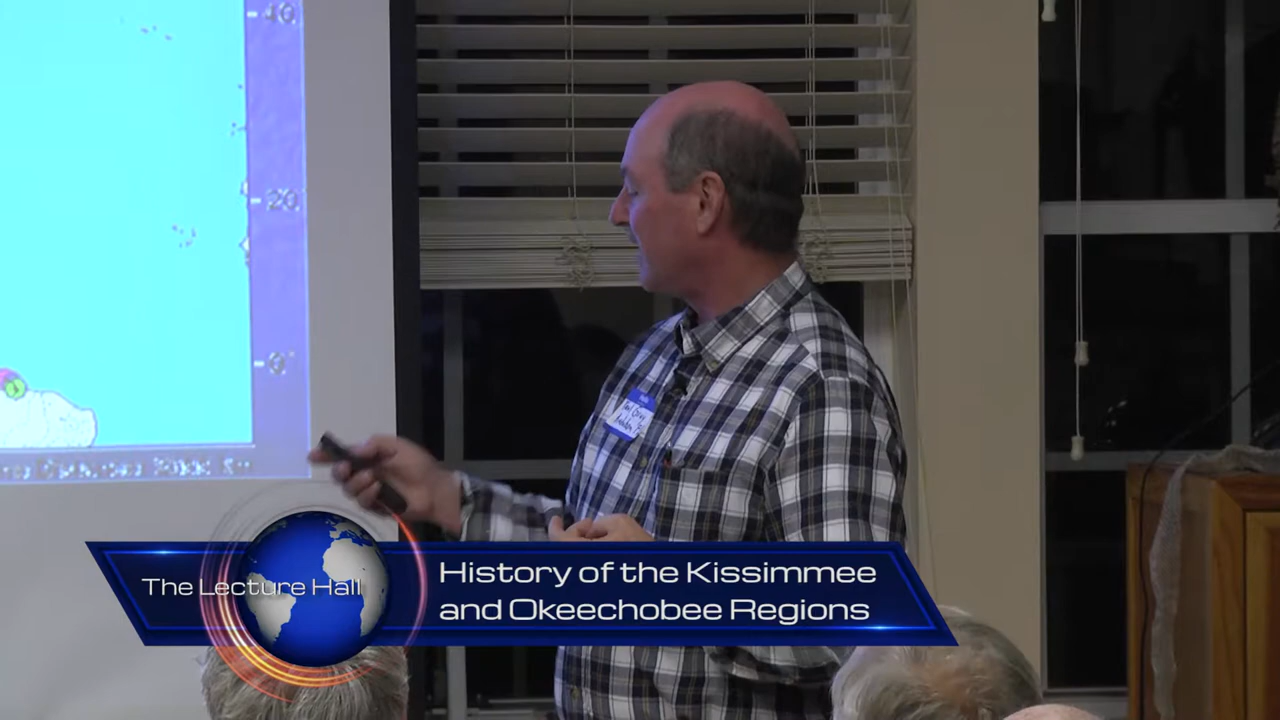 40
20
0°
The Lecture Hall
History of the Kissimmee
and Okeechobee Regions